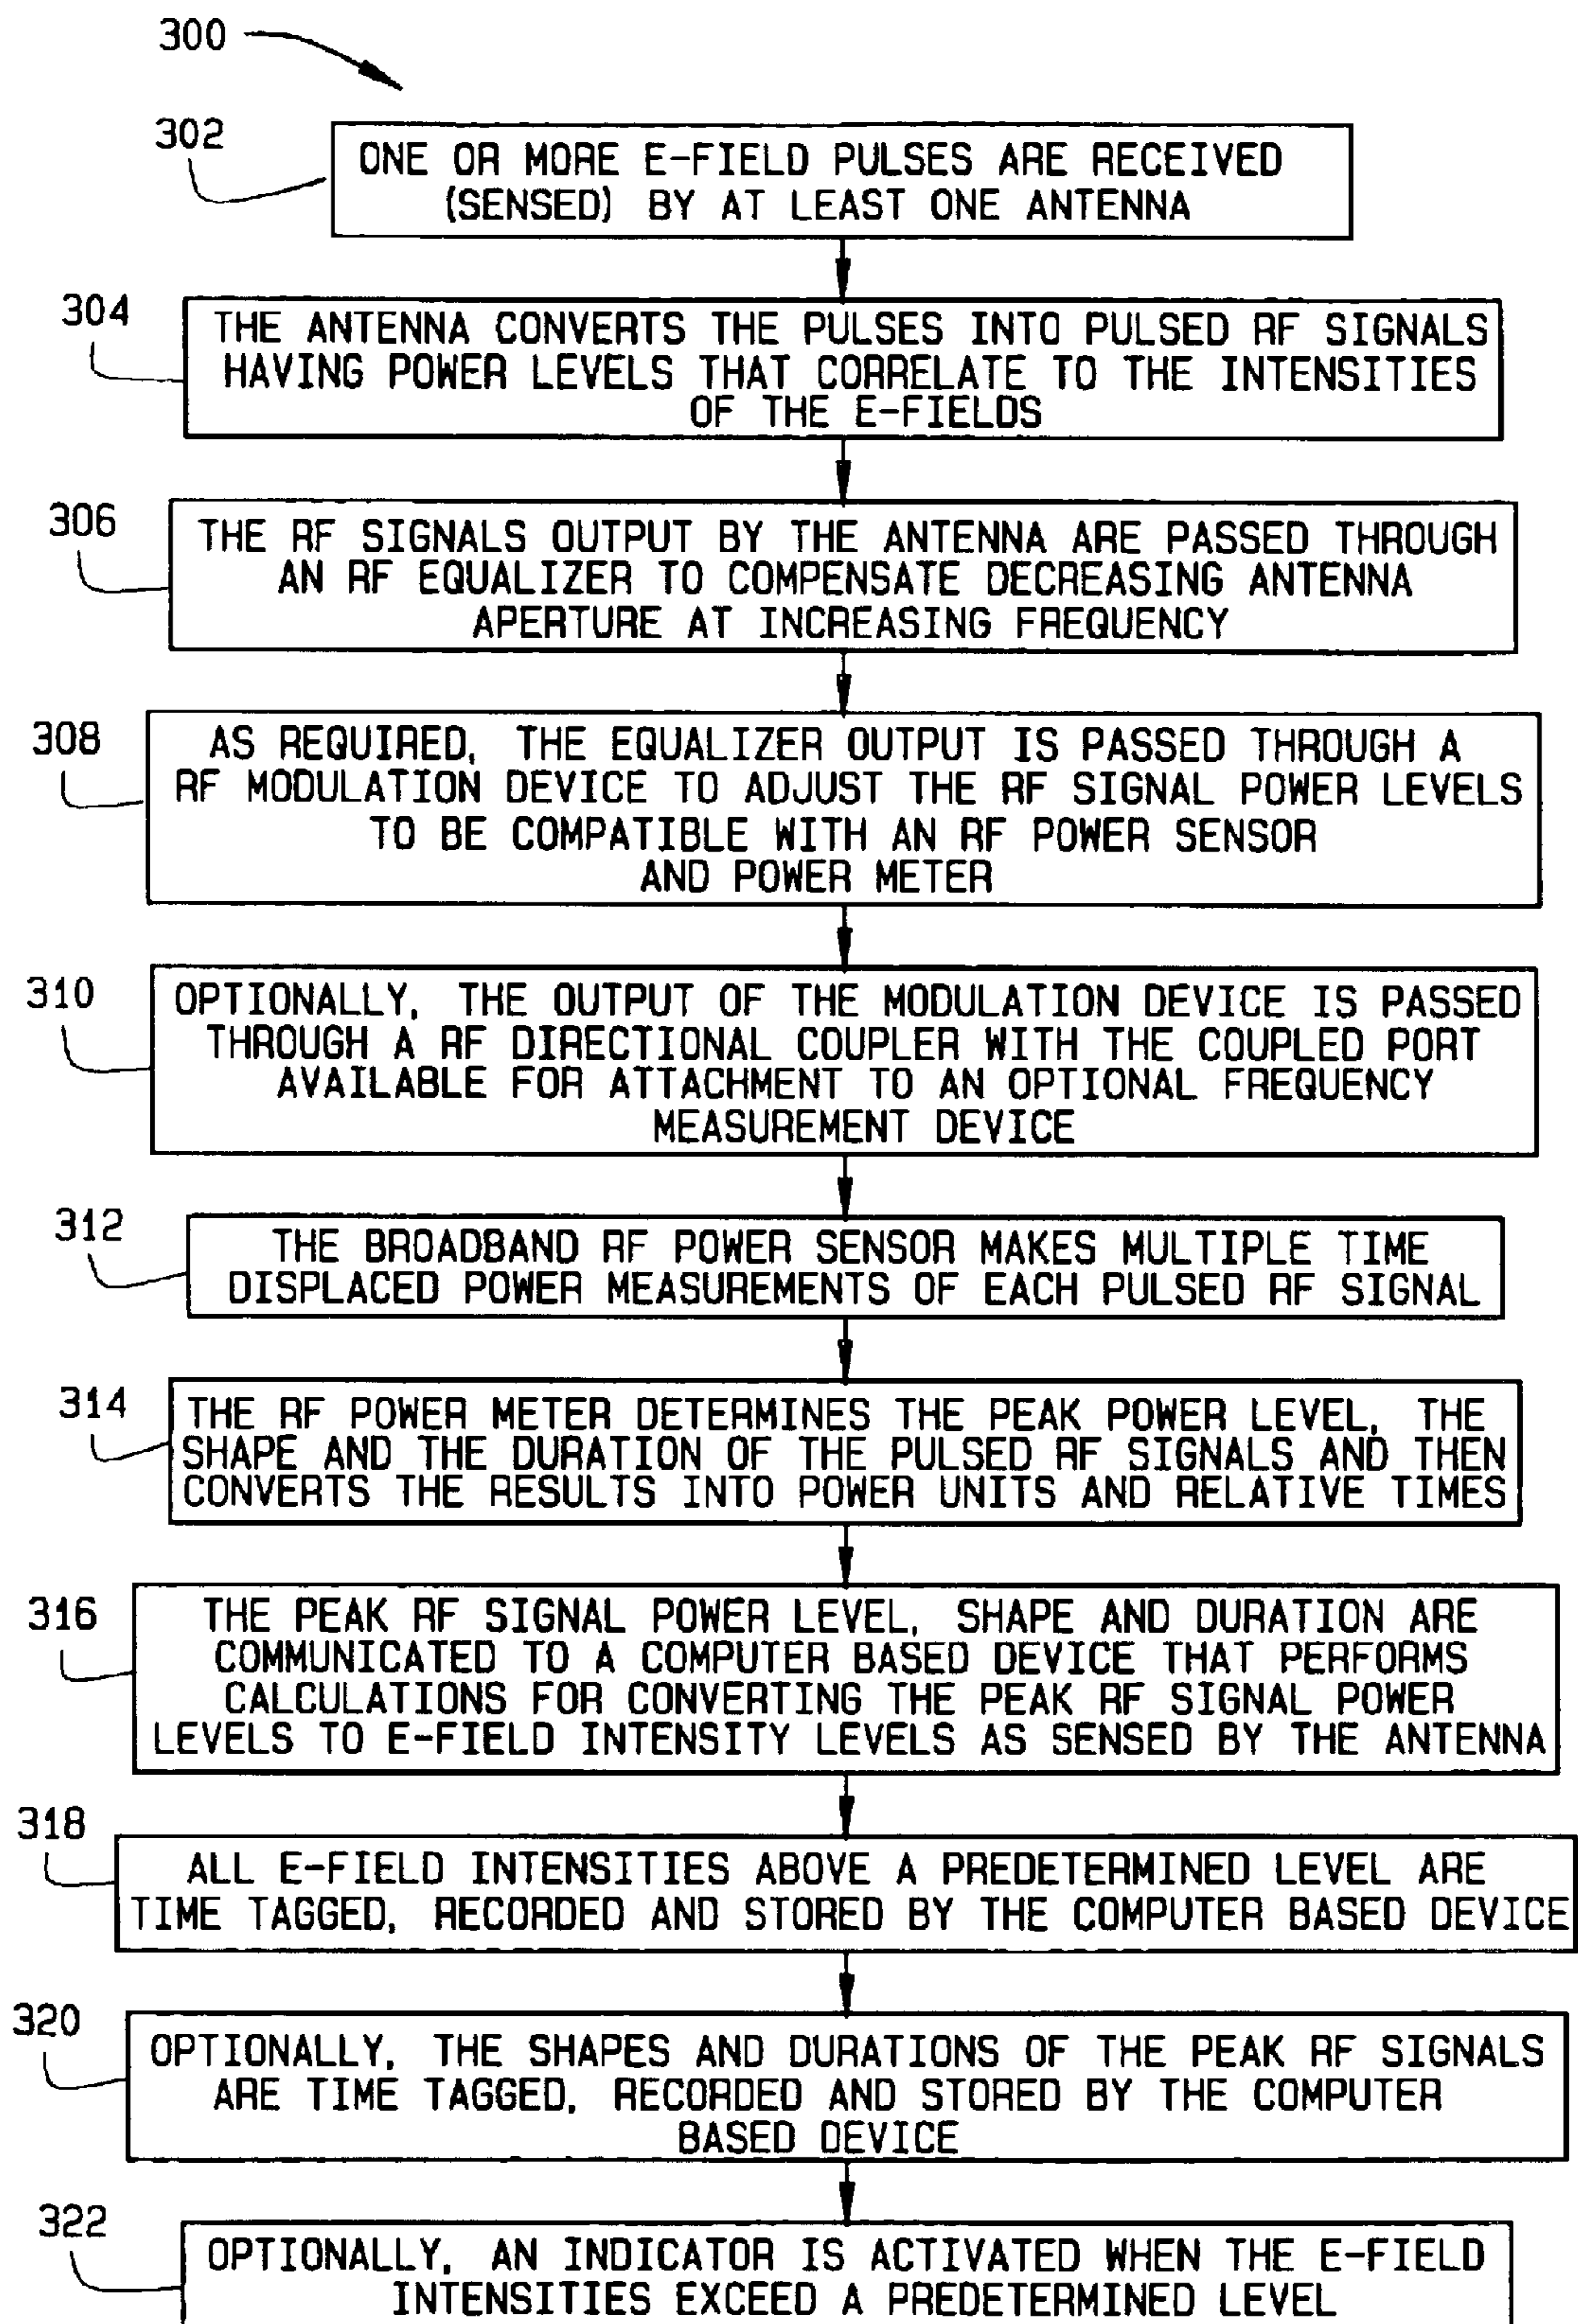 300
302
ONE OR MORE E-FIELD PULSES ARE RECEIVED
(SENSED) BY AT LEAST ONE ANTENNA
304
THE ANTENNA CONVERTS THE PULSES INTO PULSED RF SIGNALS
HAVING POWER LEVELS THAT CORRELATE TO THE INTENSITIES
OF THE E-FIELDS
306
THE RF SIGNALS OUTPUT BY THE ANTENNA ARE PASSED THROUGH
AN RF EQUALIZER TO COMPENSATE DECREASING ANTENNA
APERTURE AT INCREASING FREQUENCY
308
AS REQUIRED, THE EQUALIZER OUTPUT IS PASSED THROUGH A
RF MODULATION DEVICE TO ADJUST THE RF SIGNAL POWER LEVELS
TO BE COMPATIBLE WITH AN RF POWER SENSOR
AND POWER METER
310
OPTIONALLY, THE OUTPUT OF THE MODULATION DEVICE IS PASSED
THROUGH A RF DIRECTIONAL COUPLER WITH THE COUPLED PORT
AVAILABLE FOR ATTACHMENT TO AN OPTIONAL FREQUENCY
MEASUREMENT DEVICE
312
THE BROADBAND RF POWER SENSOR MAKES MULTIPLE TIME
DISPLACED POWER MEASUREMENTS OF EACH PULSED RF SIGNAL
314
THE RF POWER METER DETERMINES THE PEAK POWER LEVEL, THE
SHAPE AND THE DURATION OF THE PULSED RF SIGNALS AND THEN
CONVERTS THE RESULTS INTO POWER UNITS AND RELATIVE TIMES
316
THE PEAK RF SIGNAL POWER LEVEL, SHAPE AND DURATION ARE
COMMUNICATED TO A COMPUTER BASED DEVICE THAT PERFORMS
CALCULATIONS FOR CONVERTING THE PEAK RF SIGNAL POWER
LEVELS TO E-FIELD INTENSITY LEVELS AS SENSED BY THE ANTENNA
318
ALL E-FIELD INTENSITIES ABOVE A PREDETERMINED LEVEL ARE
TIME TAGGED, RECORDED AND STORED BY THE COMPUTER BASED DEVICE
320
OPTIONALLY, THE SHAPES AND DURATIONS OF THE PEAK RF SIGNALS
ARE TIME TAGGED, RECORDED AND STORED BY THE COMPUTER
BASED DEVICE
322
OPTIONALLY, AN INDICATOR IS ACTIVATED WHEN THE E-FIELD
INTENSITIES EXCEED A PREDETERMINED LEVEL